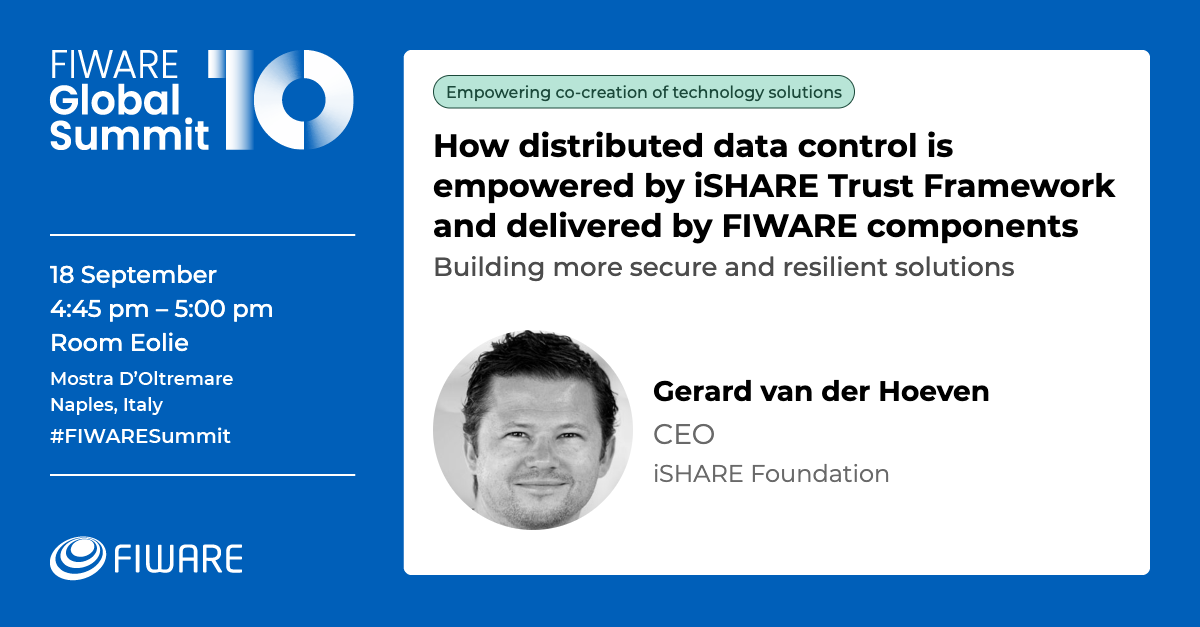 FIWARE
Global
Summit
10
18 September
4:45 pm – 5:00 pm
Room Eolie
Mostra D’Oltremare
Naples, Italy
#FIWARESummit
FIWARE
Empowering co-creation of technology solutions
How distributed data control is
empowered by iSHARE Trust Framework
and delivered by FIWARE components
Building more secure and resilient solutions
Gerard van der Hoeven
CEO
iSHARE Foundation